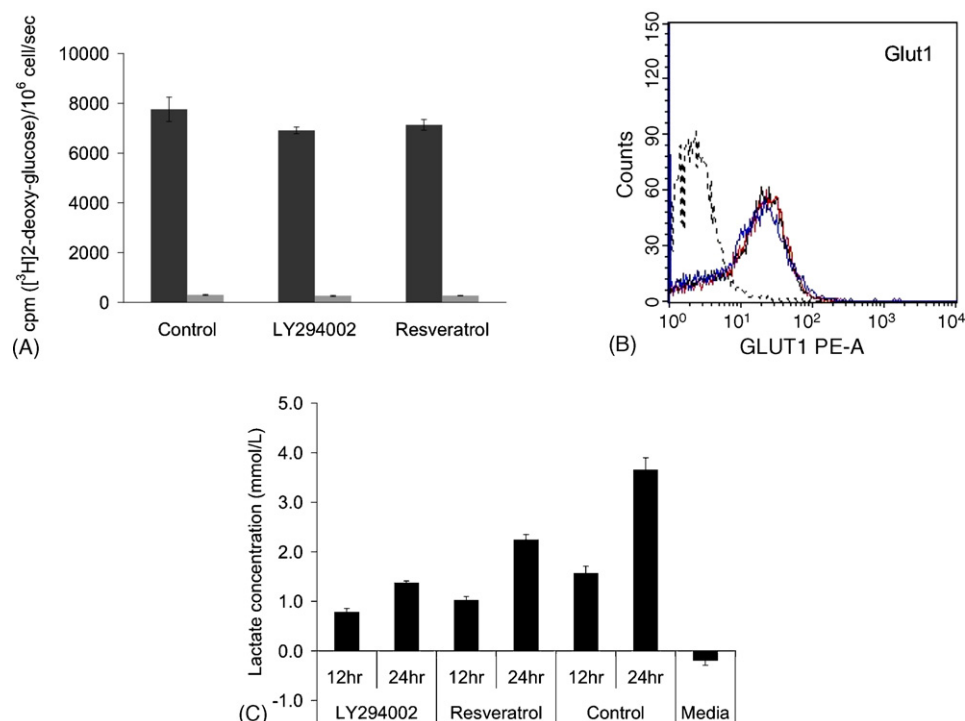 10000
8000
6000
4000
2000
0
cpm ([³H]2-deoxy-glucose)/10⁶ cell/sec
Control LY294002 Resveratrol
(A)
150
120
90
60
30
0
Counts
Glut1
10⁰ 10¹ 10² 10³ 10⁴
GLUT1 PE-A
(B)
5.0
4.0
3.0
2.0
1.0
0.0
-1.0
Lactate concentration (mmol/L)
12hr 24hr 12hr 24hr 12hr 24hr
LY294002 Resveratrol Control Media
(C)